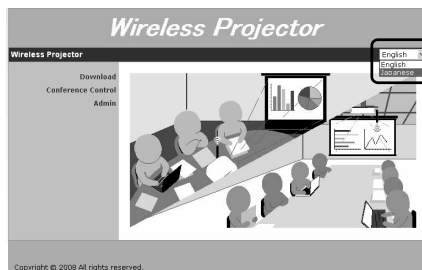 Wireless Projector
Wireless Projector
English
English
Japanese
Download
Conference Control
Admin
Copyright © 2008 All rights reserved.